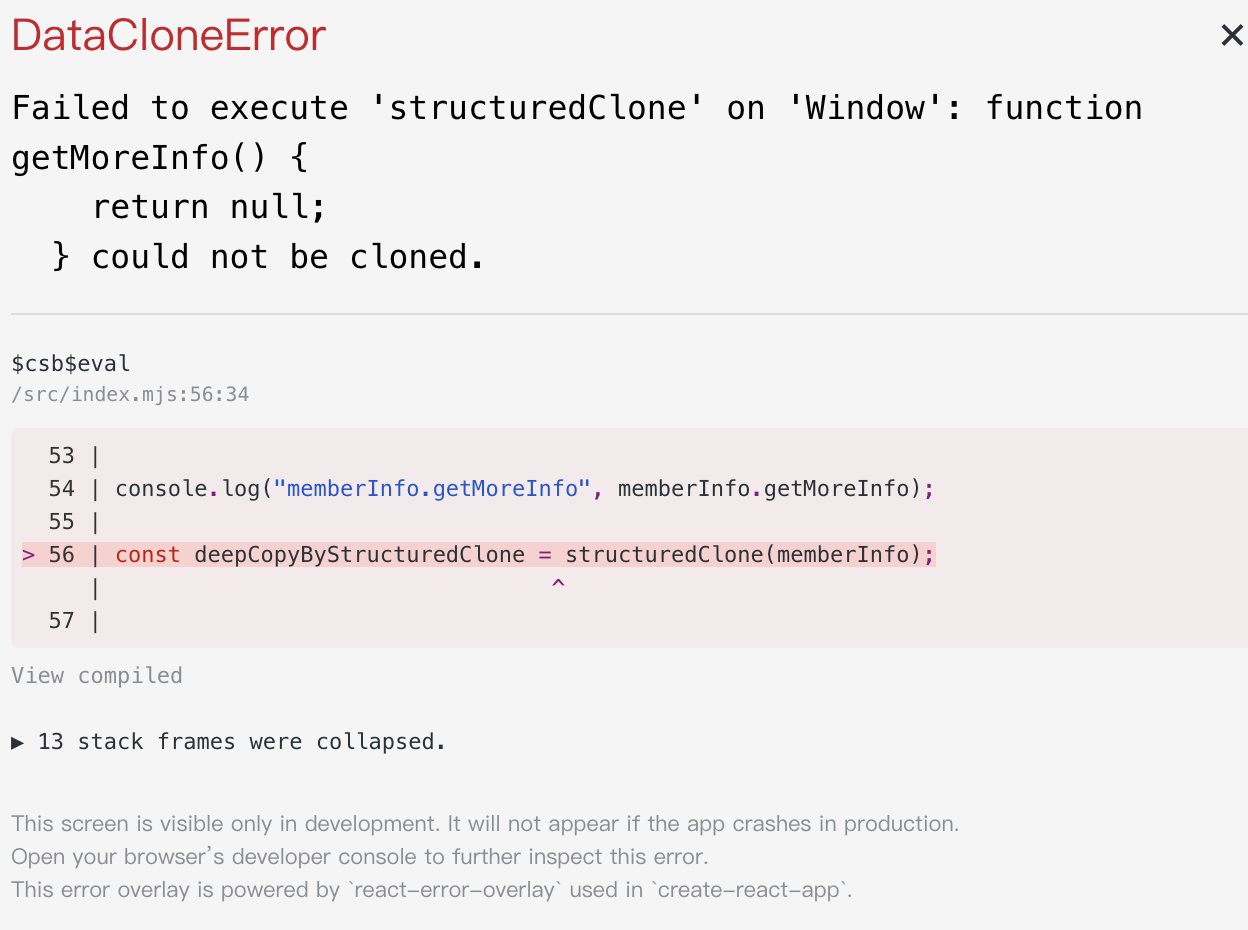 DataCloneError
×
Failed to execute 'structuredClone' on 'Window': function
getMoreInfo() {
    return null;
  } could not be cloned.
$csb$eval
/src/index.mjs:56:34
  53 |
  54 | console.log("memberInfo.getMoreInfo", memberInfo.getMoreInfo);
  55 |
> 56 | const deepCopyByStructuredClone = structuredClone(memberInfo);
     |                                  ^
  57 |
View compiled
▶ 13 stack frames were collapsed.
This screen is visible only in development. It will not appear if the app crashes in production.
Open your browser’s developer console to further inspect this error.
This error overlay is powered by `react-error-overlay` used in `create-react-app`.